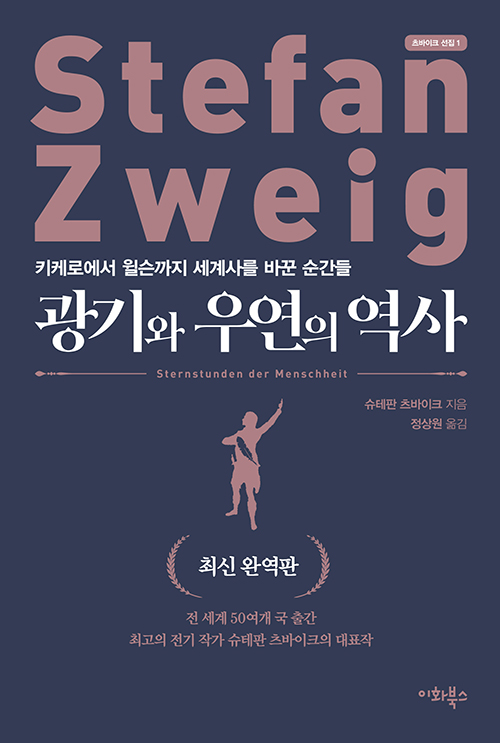 츠바이크 선집 1
Stefan
Zweig
키케로에서 윌슨까지 세계사를 바꾼 순간들
광기와 우연의 역사
Sternstunden der Menschheit
슈테판 츠바이크 지음
정상원 옮김
최신 완역판
전 세계 50여개 국 출간
최고의 전기 작가 슈테판 츠바이크의 대표작
이화북스